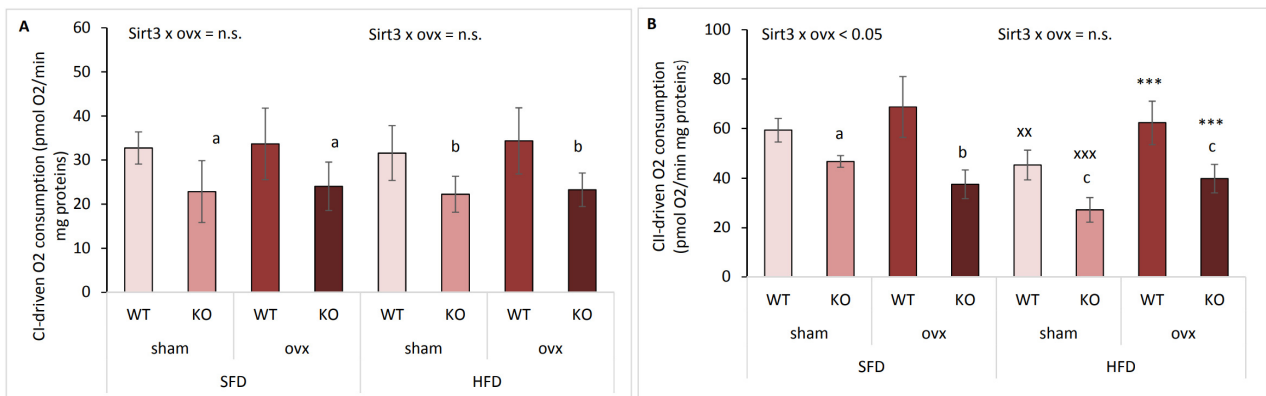 A
Sirt3 x ovx = n.s.
Sirt3 x ovx = n.s.
CI-driven O2 consumption (pmol O2/min
mg proteins)
60
50
40
30
20
10
0
a
a
b
b
WT
KO
WT
KO
WT
KO
WT
KO
sham
ovx
sham
ovx
SFD
HFD
B
Sirt3 x ovx < 0.05
Sirt3 x ovx = n.s.
CII-driven O2 consumption
(pmol O2/min mg proteins)
100
80
60
40
20
0
a
b
xx
xxx
c
***
***
c
WT
KO
WT
KO
WT
KO
WT
KO
sham
ovx
sham
ovx
SFD
HFD